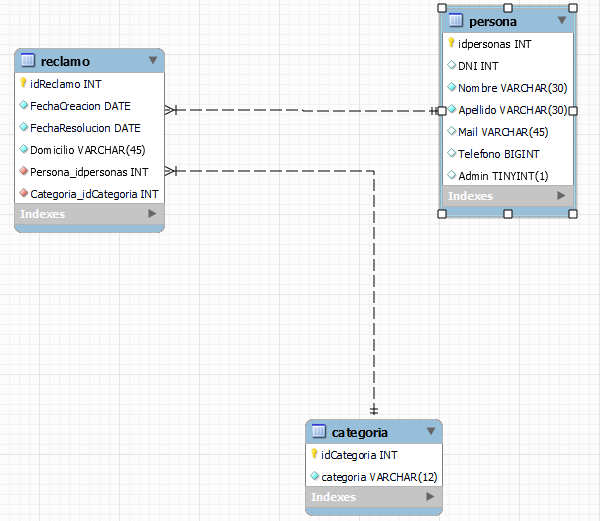 persona
idpersonas INT
DNI INT
Nombre VARCHAR(30)
Apellido VARCHAR(30)
Mail VARCHAR(45)
Telefono BIGINT
Admin TINYINT(1)
Indexes
reclamo
idReclamo INT
FechaCreacion DATE
FechaResolucion DATE
Domicilio VARCHAR(45)
Persona_idpersonas INT
Categoria_idCategoria INT
Indexes
categoria
idCategoria INT
categoria VARCHAR(12)
Indexes